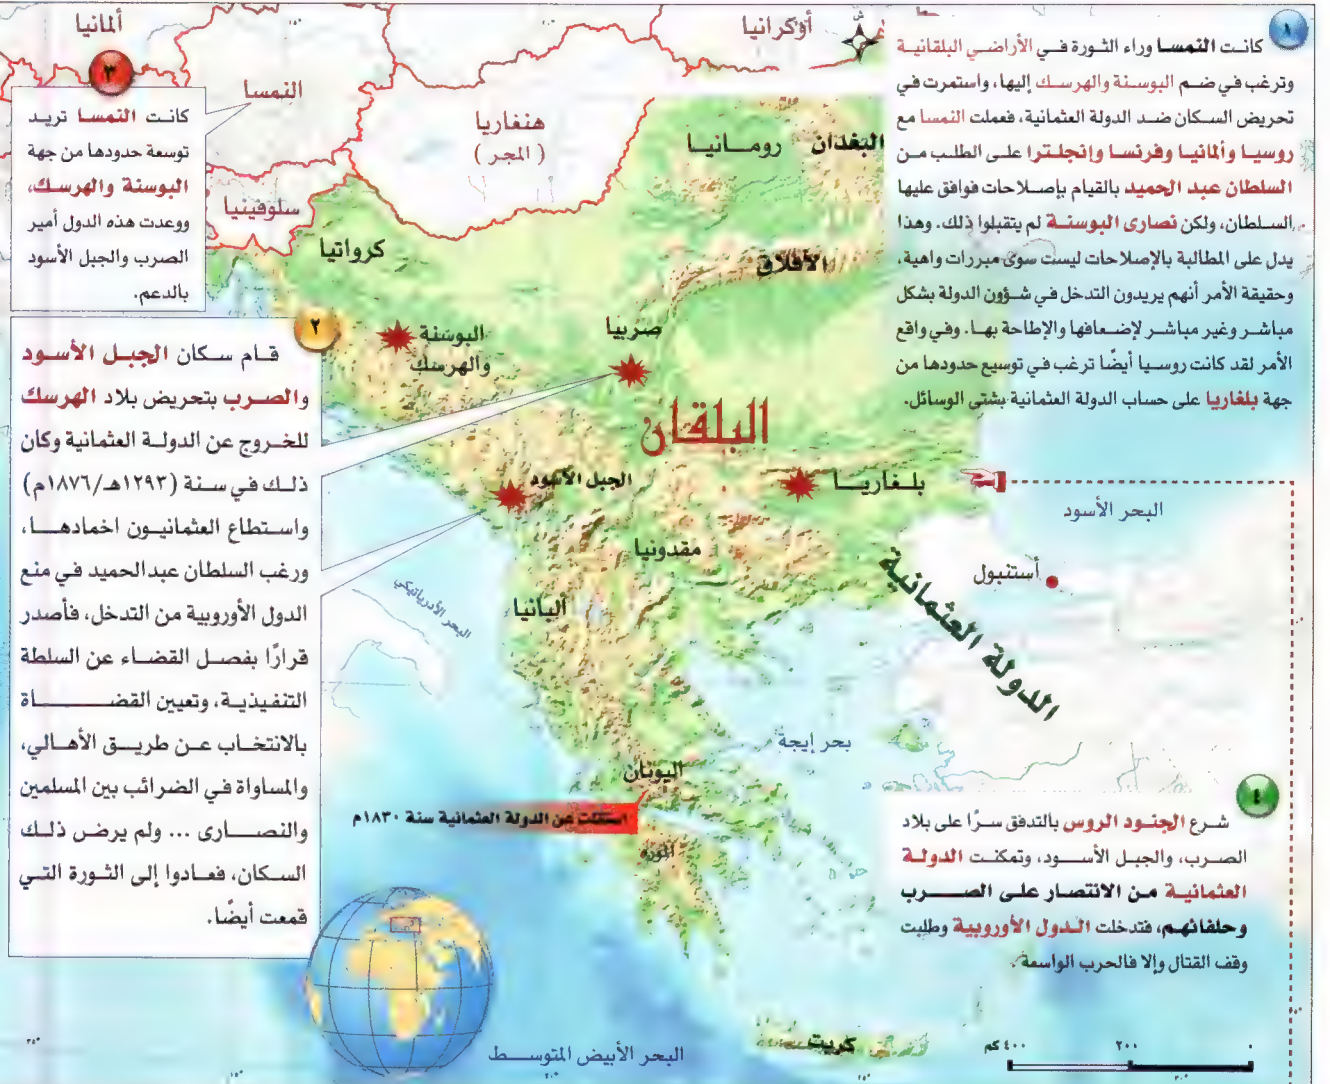 ١
كانت النمسا وراء الثورة في الأراضي البلقانية
وترغب في ضم البوسنة والهرسك إليها، واستمرت في
تحريض السكان ضد الدولة العثمانية، فعملت النمسا مع
روسيا وألمانيا وفرنسا وإنجلترا على الطلب من
السلطان عبد الحميد بالقيام بإصلاحات فوافق عليها
السلطان، ولكن نصارى البوسنة لم يتقبلوا ذلك. وهذا
يدل على المطالبة بالإصلاحات ليست سوى مبررات واهية،
وحقيقة الأمر أنهم يريدون التدخل في شؤون الدولة بشكل
مباشر وغير مباشر لإضعافها والإطاحة بها. وفي واقع
الأمر لقد كانت روسيا أيضًا ترغب في توسيع حدودها من
جهة بلغاريا على حساب الدولة العثمانية بشتى الوسائل.
٢
قام سكان الجبل الأسود
والصرب بتحريض بلاد الهرسك
للخروج عن الدولة العثمانية وكان
ذلك في سنة (١٢٩٣هـ/١٨٧٦م)
واستطاع العثمانيون اخمادها،
ورغب السلطان عبدالحميد في منع
الدول الأوروبية من التدخل، فأصدر
قرارًا بفصل القضاء عن السلطة
التنفيذية، وتعيين القضاة
بالانتخاب عن طريق الأهالي،
والمساواة في الضرائب بين المسلمين
والنصارى ... ولم يرض ذلك
السكان، فعادوا إلى الثورة التي
قمعت أيضًا.
٣
كانت النمسا تريد
توسعة حدودها من جهة
البوسنة والهرسك،
ووعدت هذه الدول أمير
الصرب والجبل الأسود
بالدعم.
٤
شرع الجنود الروس بالتدفق سرًا على بلاد
الصرب، والجبل الأسود، وتمكنت الدولة
العثمانية من الانتصار على الصرب
وحلفائهم، فتدخلت الدول الأوروبية وطلبت
وقف القتال وإلا فالحرب الواسعة.
ش
ألمانيا
أوكرانيا
النمسا
هنغاريا
(المجر)
رومانيا
البغدان
سلوفينيا
كرواتيا
الأفلاق
البوسنة
والهرسك
صربيا
البلقان
الجبل الأسود
بلغاريا
البحر الأسود
مقدونيا
أستنبول
الدولة العثمانية
ألبانيا
البحر الأدرياتيكي
بحر إيجة
اليونان
استقلت عن الدولة العثمانية سنة ١٨٣٠م
المورة
كريت
البحر الأبيض المتوسط
٤٠٠ كم
٢٠٠
٠